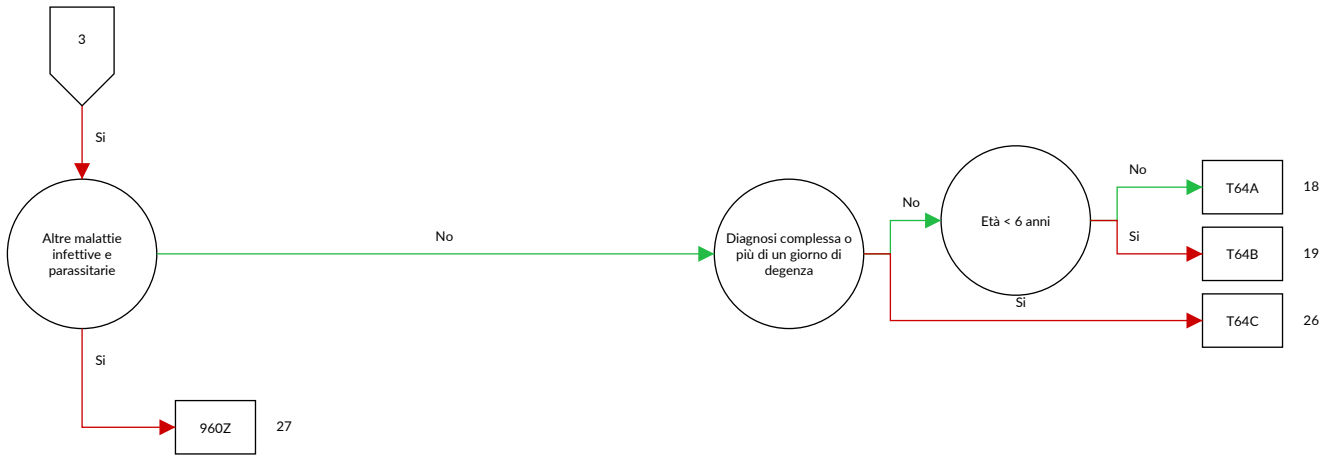 3
Si
Altre malattie
infettive e
parassitarie
No
Diagnosi complessa o
più di un giorno di
degenza
No
Età < 6 anni
No
T64A
18
Si
T64B
19
Si
T64C
26
Si
960Z
27